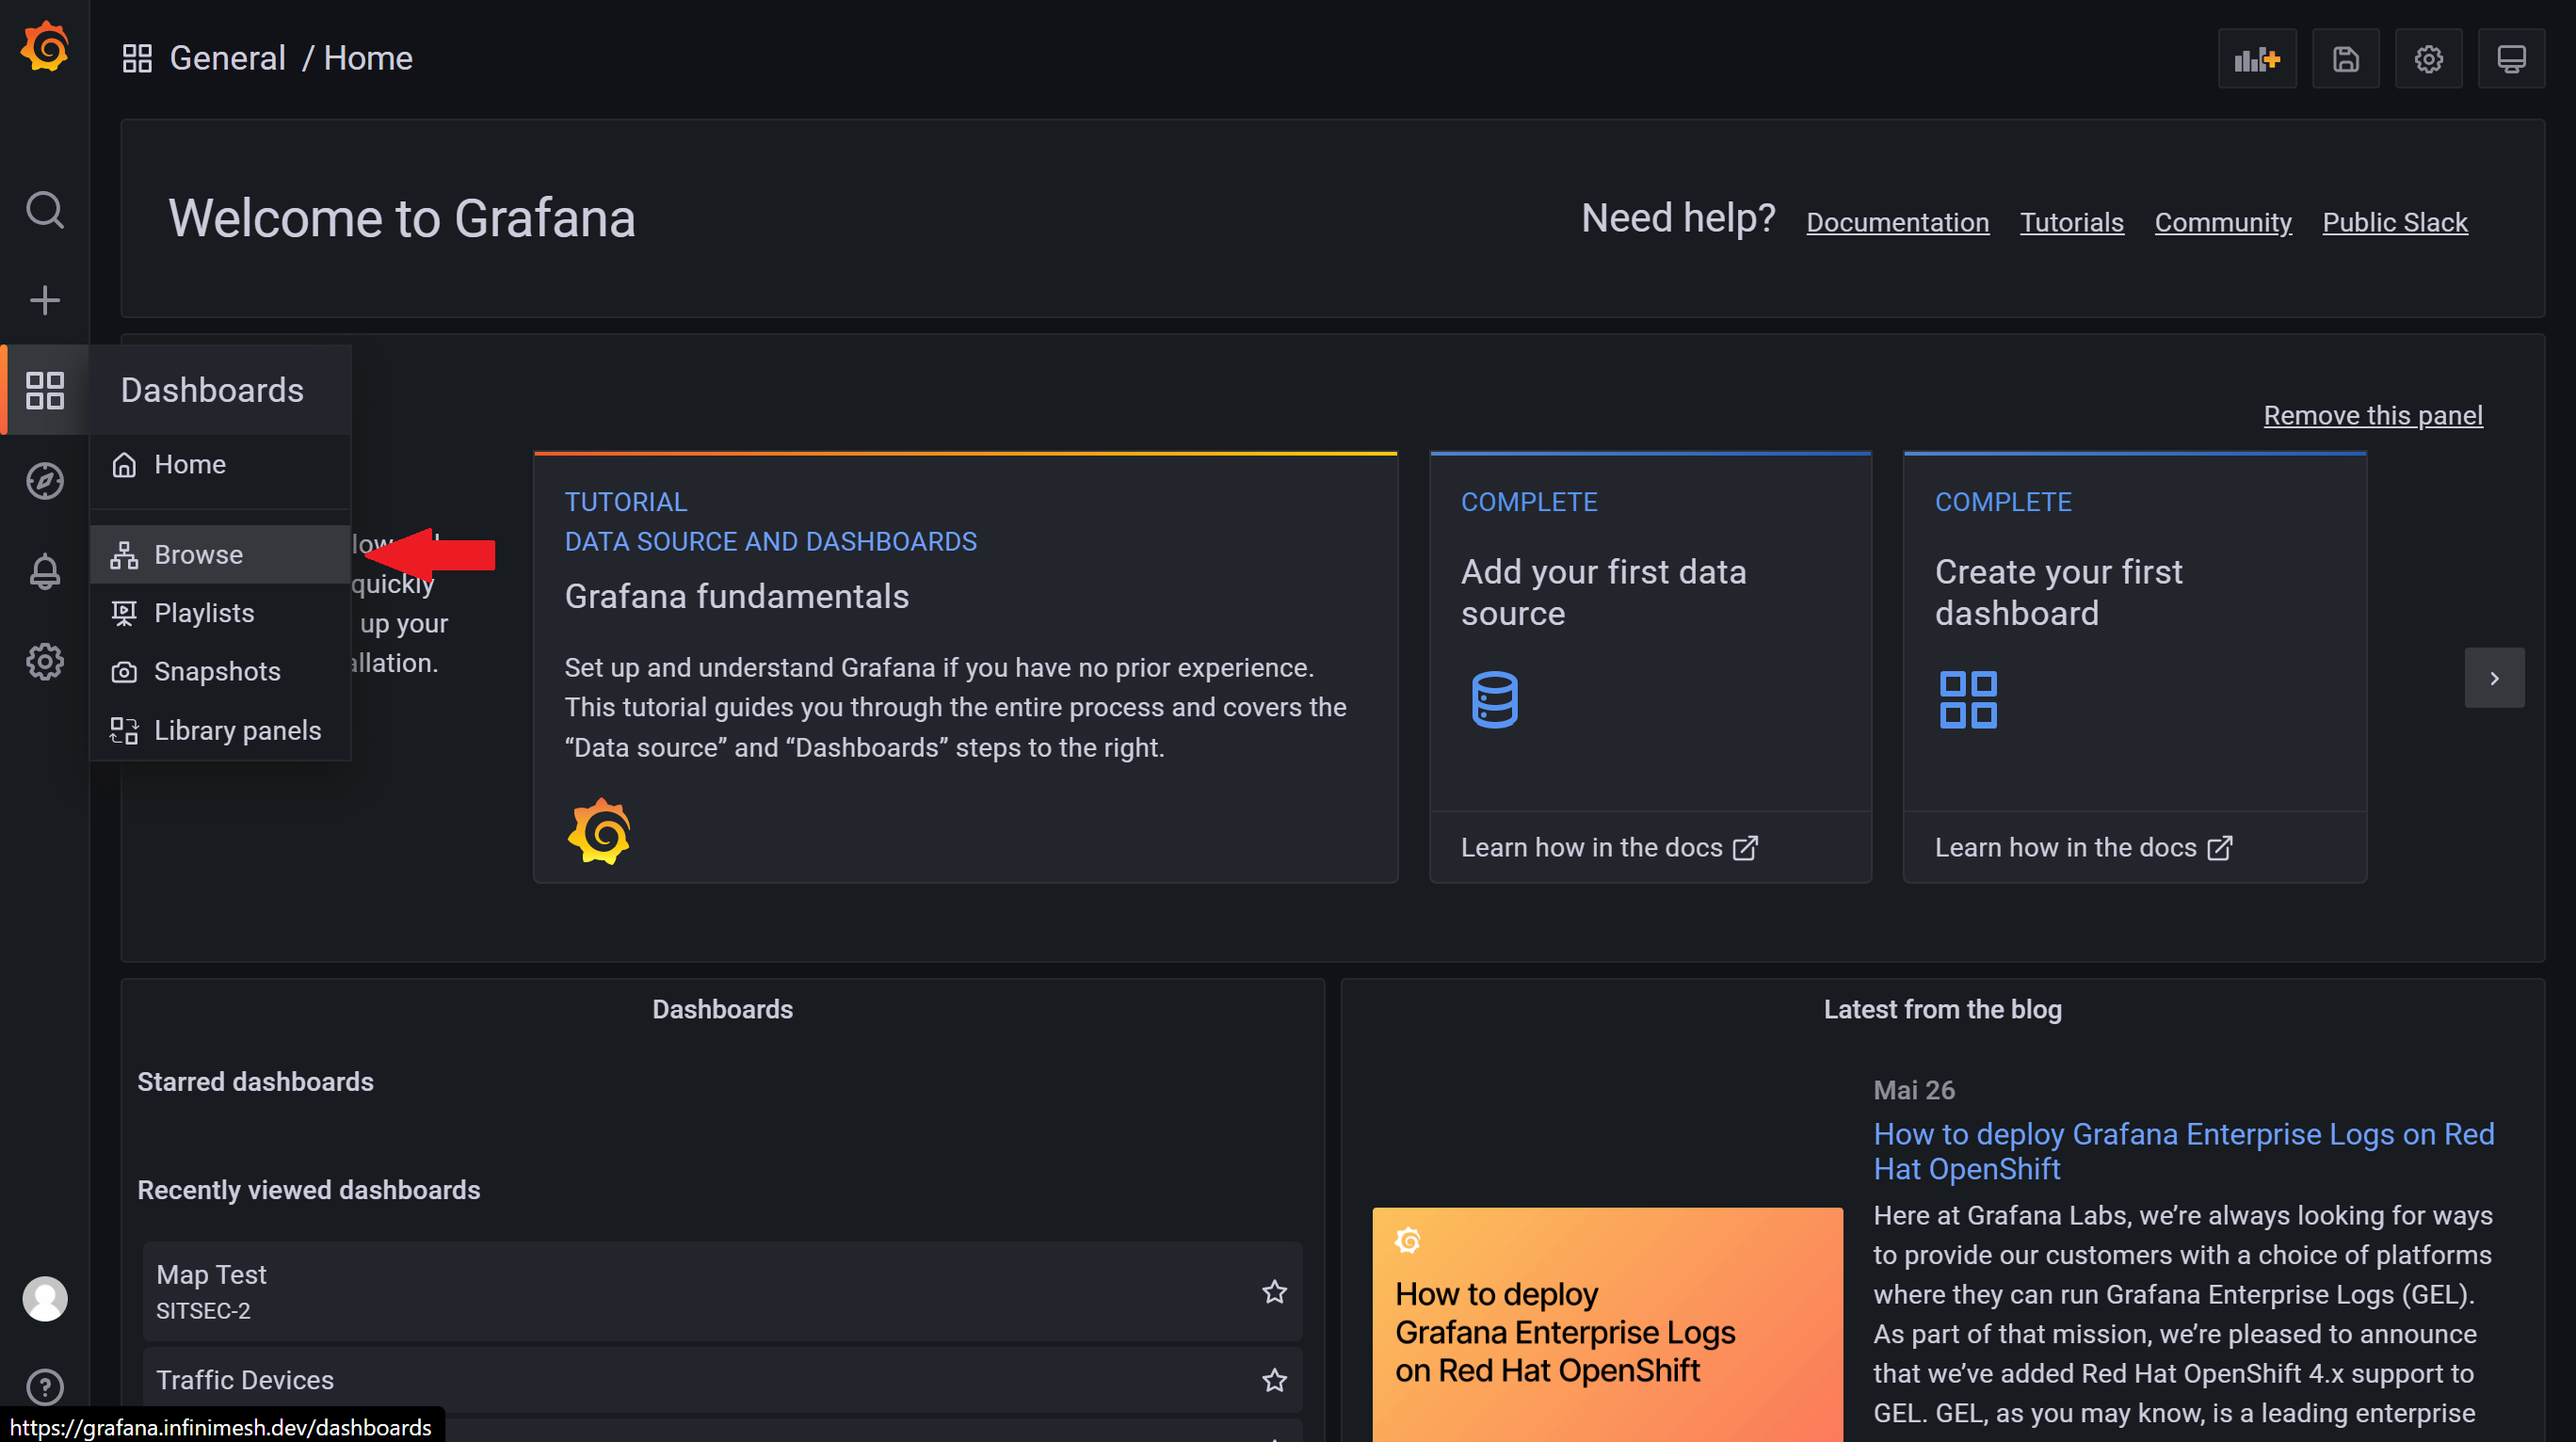 General / Home
Welcome to Grafana
Need help? Documentation Tutorials Community Public Slack
Dashboards
Home
Browse
Playlists
Snapshots
Library panels
quickly
up your
Remove this panel
TUTORIAL
DATA SOURCE AND DASHBOARDS
Grafana fundamentals
Set up and understand Grafana if you have no prior experience.
This tutorial guides you through the entire process and covers the
“Data source” and “Dashboards” steps to the right.
COMPLETE
Add your first data
source
Learn how in the docs
COMPLETE
Create your first
dashboard
Learn how in the docs
Dashboards
Starred dashboards
Recently viewed dashboards
Map Test
SITSEC-2
Traffic Devices
Latest from the blog
How to deploy
Grafana Enterprise Logs
on Red Hat OpenShift
Mai 26
How to deploy Grafana Enterprise Logs on Red
Hat OpenShift
Here at Grafana Labs, we’re always looking for ways
to provide our customers with a choice of platforms
where they can run Grafana Enterprise Logs (GEL).
As part of that mission, we’re pleased to announce
that we’ve added Red Hat OpenShift 4.x support to
GEL. GEL, as you may know, is a leading enterprise
https://grafana.infinimesh.dev/dashboards